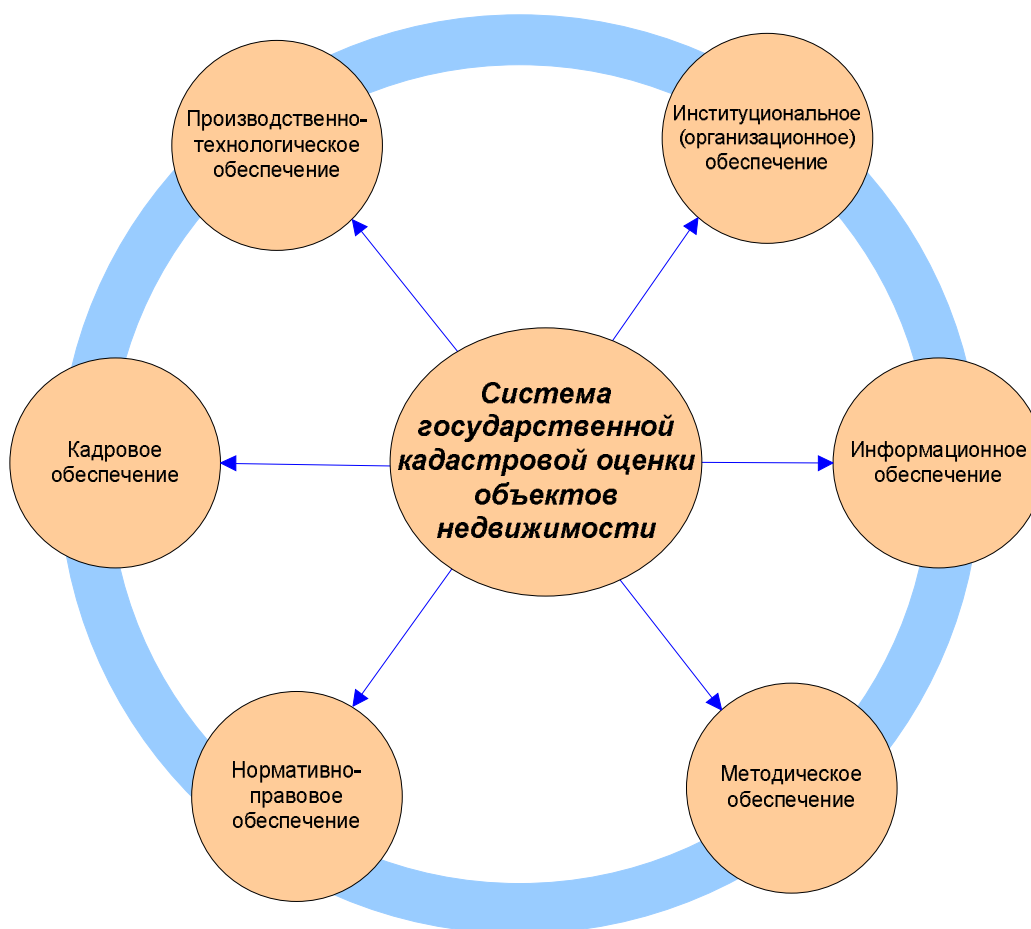 Производственно-
технологическое
обеспечение
Институциональное
(организационное)
обеспечение
Кадровое
обеспечение
Система
государственной
кадастровой оценки
объектов
недвижимости
Информационное
обеспечение
Нормативно-
правовое
обеспечение
Методическое
обеспечение